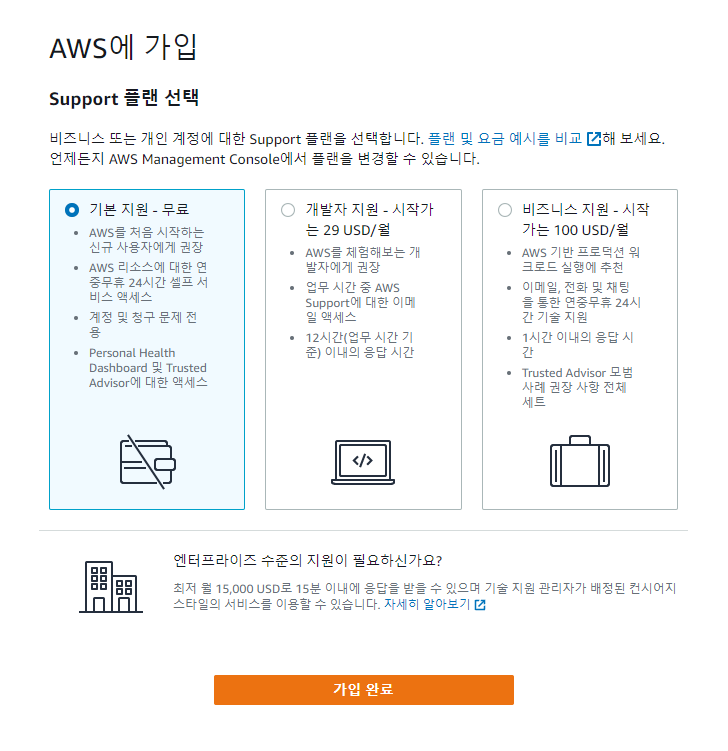 AWS에 가입
Support 플랜 선택
비즈니스 또는 개인 계정에 대한 Support 플랜을 선택합니다. 플랜 및 요금 예시를 비교 해 보세요.
언제든지 AWS Management Console에서 플랜을 변경할 수 있습니다.
기본 지원 - 무료
AWS를 처음 시작하는
신규 사용자에게 권장
AWS 리소스에 대한 연
중무휴 24시간 셀프 서
비스 액세스
계정 및 청구 문제 전
용
Personal Health
Dashboard 및 Trusted
Advisor에 대한 액세스
개발자 지원 - 시작가
는 29 USD/월
AWS를 체험해보는 개
발자에게 권장
업무 시간 중 AWS
Support에 대한 이메
일 액세스
12시간(업무 시간 기
준) 이내의 응답 시간
비즈니스 지원 - 시작
가는 100 USD/월
AWS 기반 프로덕션 워
크로드 실행에 추천
이메일, 전화 및 채팅
을 통한 연중무휴 24시
간 기술 지원
1시간 이내의 응답 시
간
Trusted Advisor 모범
사례 권장 사항 전체
세트
</>
엔터프라이즈 수준의 지원이 필요하신가요?
최저 월 15,000 USD로 15분 이내에 응답을 받을 수 있으며 기술 지원 관리자가 배정된 컨시어지
스타일의 서비스를 이용할 수 있습니다. 자세히 알아보기
가입 완료